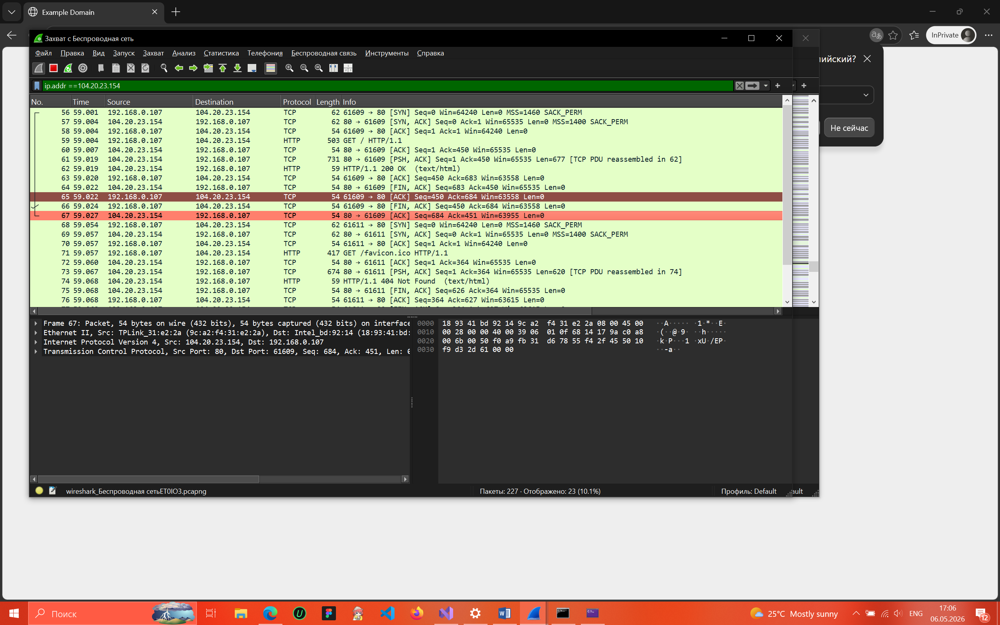 Example Domain
InPrivate
Захват с Беспроводная сеть
Файл Правка Вид Запуск Захват Анализ Статистика Телефония Беспроводная связь Инструменты Справка
лийский?
ip.addr ==104.20.23.154
No. Time Source Destination Protocol Length Info
56 59.001 192.168.0.107 104.20.23.154 TCP 62 61609 → 80 [SYN] Seq=0 Win=64240 Len=0 MSS=1460 SACK_PERM
57 59.004 104.20.23.154 192.168.0.107 TCP 62 80 → 61609 [SYN, ACK] Seq=0 Ack=1 Win=65535 Len=0 MSS=1400 SACK_PERM
58 59.004 192.168.0.107 104.20.23.154 TCP 54 61609 → 80 [ACK] Seq=1 Ack=1 Win=64240 Len=0
Не сейчас
59 59.004 192.168.0.107 104.20.23.154 HTTP 503 GET / HTTP/1.1
60 59.007 104.20.23.154 192.168.0.107 TCP 54 80 → 61609 [ACK] Seq=1 Ack=450 Win=65535 Len=0
61 59.019 104.20.23.154 192.168.0.107 TCP 731 80 → 61609 [PSH, ACK] Seq=1 Ack=450 Win=65535 Len=677 [TCP PDU reassembled in 62]
62 59.019 104.20.23.154 192.168.0.107 HTTP 59 HTTP/1.1 200 OK (text/html)
63 59.020 192.168.0.107 104.20.23.154 TCP 54 61609 → 80 [ACK] Seq=450 Ack=683 Win=63558 Len=0
64 59.022 104.20.23.154 192.168.0.107 TCP 54 80 → 61609 [FIN, ACK] Seq=683 Ack=450 Win=65535 Len=0
65 59.022 192.168.0.107 104.20.23.154 TCP 54 61609 → 80 [ACK] Seq=450 Ack=684 Win=63558 Len=0
66 59.024 192.168.0.107 104.20.23.154 TCP 54 61609 → 80 [FIN, ACK] Seq=450 Ack=684 Win=63558 Len=0
67 59.027 104.20.23.154 192.168.0.107 TCP 54 80 → 61609 [ACK] Seq=684 Ack=451 Win=63955 Len=0
68 59.054 192.168.0.107 104.20.23.154 TCP 62 61611 → 80 [SYN] Seq=0 Win=64240 Len=0 MSS=1460 SACK_PERM
69 59.057 104.20.23.154 192.168.0.107 TCP 62 80 → 61611 [SYN, ACK] Seq=0 Ack=1 Win=65535 Len=0 MSS=1400 SACK_PERM
70 59.057 192.168.0.107 104.20.23.154 TCP 54 61611 → 80 [ACK] Seq=1 Ack=1 Win=64240 Len=0
71 59.057 192.168.0.107 104.20.23.154 HTTP 417 GET /favicon.ico HTTP/1.1
72 59.060 104.20.23.154 192.168.0.107 TCP 54 80 → 61611 [ACK] Seq=1 Ack=364 Win=65535 Len=0
73 59.067 104.20.23.154 192.168.0.107 TCP 674 80 → 61611 [PSH, ACK] Seq=1 Ack=364 Win=65535 Len=620 [TCP PDU reassembled in 74]
74 59.068 104.20.23.154 192.168.0.107 HTTP 59 HTTP/1.1 404 Not Found (text/html)
75 59.068 104.20.23.154 192.168.0.107 TCP 54 80 → 61611 [FIN, ACK] Seq=626 Ack=364 Win=65535 Len=0
76 59.068 192.168.0.107 104.20.23.154 TCP 54 61611 → 80 [ACK] Seq=364 Ack=627 Win=63615 Len=0
Frame 67: Packet, 54 bytes on wire (432 bits), 54 bytes captured (432 bits) on interface
Ethernet II, Src: TPLink_31:e2:2a (9c:a2:f4:31:e2:2a), Dst: Intel_bd:92:14 (18:93:41:bd:
Internet Protocol Version 4, Src: 104.20.23.154, Dst: 192.168.0.107
Transmission Control Protocol, Src Port: 80, Dst Port: 61609, Seq: 684, Ack: 451, Len:
0000 18 93 41 bd 92 14 9c a2 f4 31 e2 2a 08 00 45 00 ··A····· ·1·*··E·
0010 00 28 00 00 40 00 39 06 01 0f 68 14 17 9a c0 a8 ·(··@·9· ··h·····
0020 00 6b 00 50 f0 a9 fb 31 d6 78 55 f4 2f 45 50 10 ·k·P···1 ·xU·/EP·
0030 f9 d3 2d 61 00 00 ··-a··
wireshark_Беспроводная сетьET0IO3.pcapng
Пакеты: 227 · Отображено: 23 (10.1%)
Профиль: Default
ault
Поиск
25°C Mostly sunny
ENG
17:06
06.05.2026
12